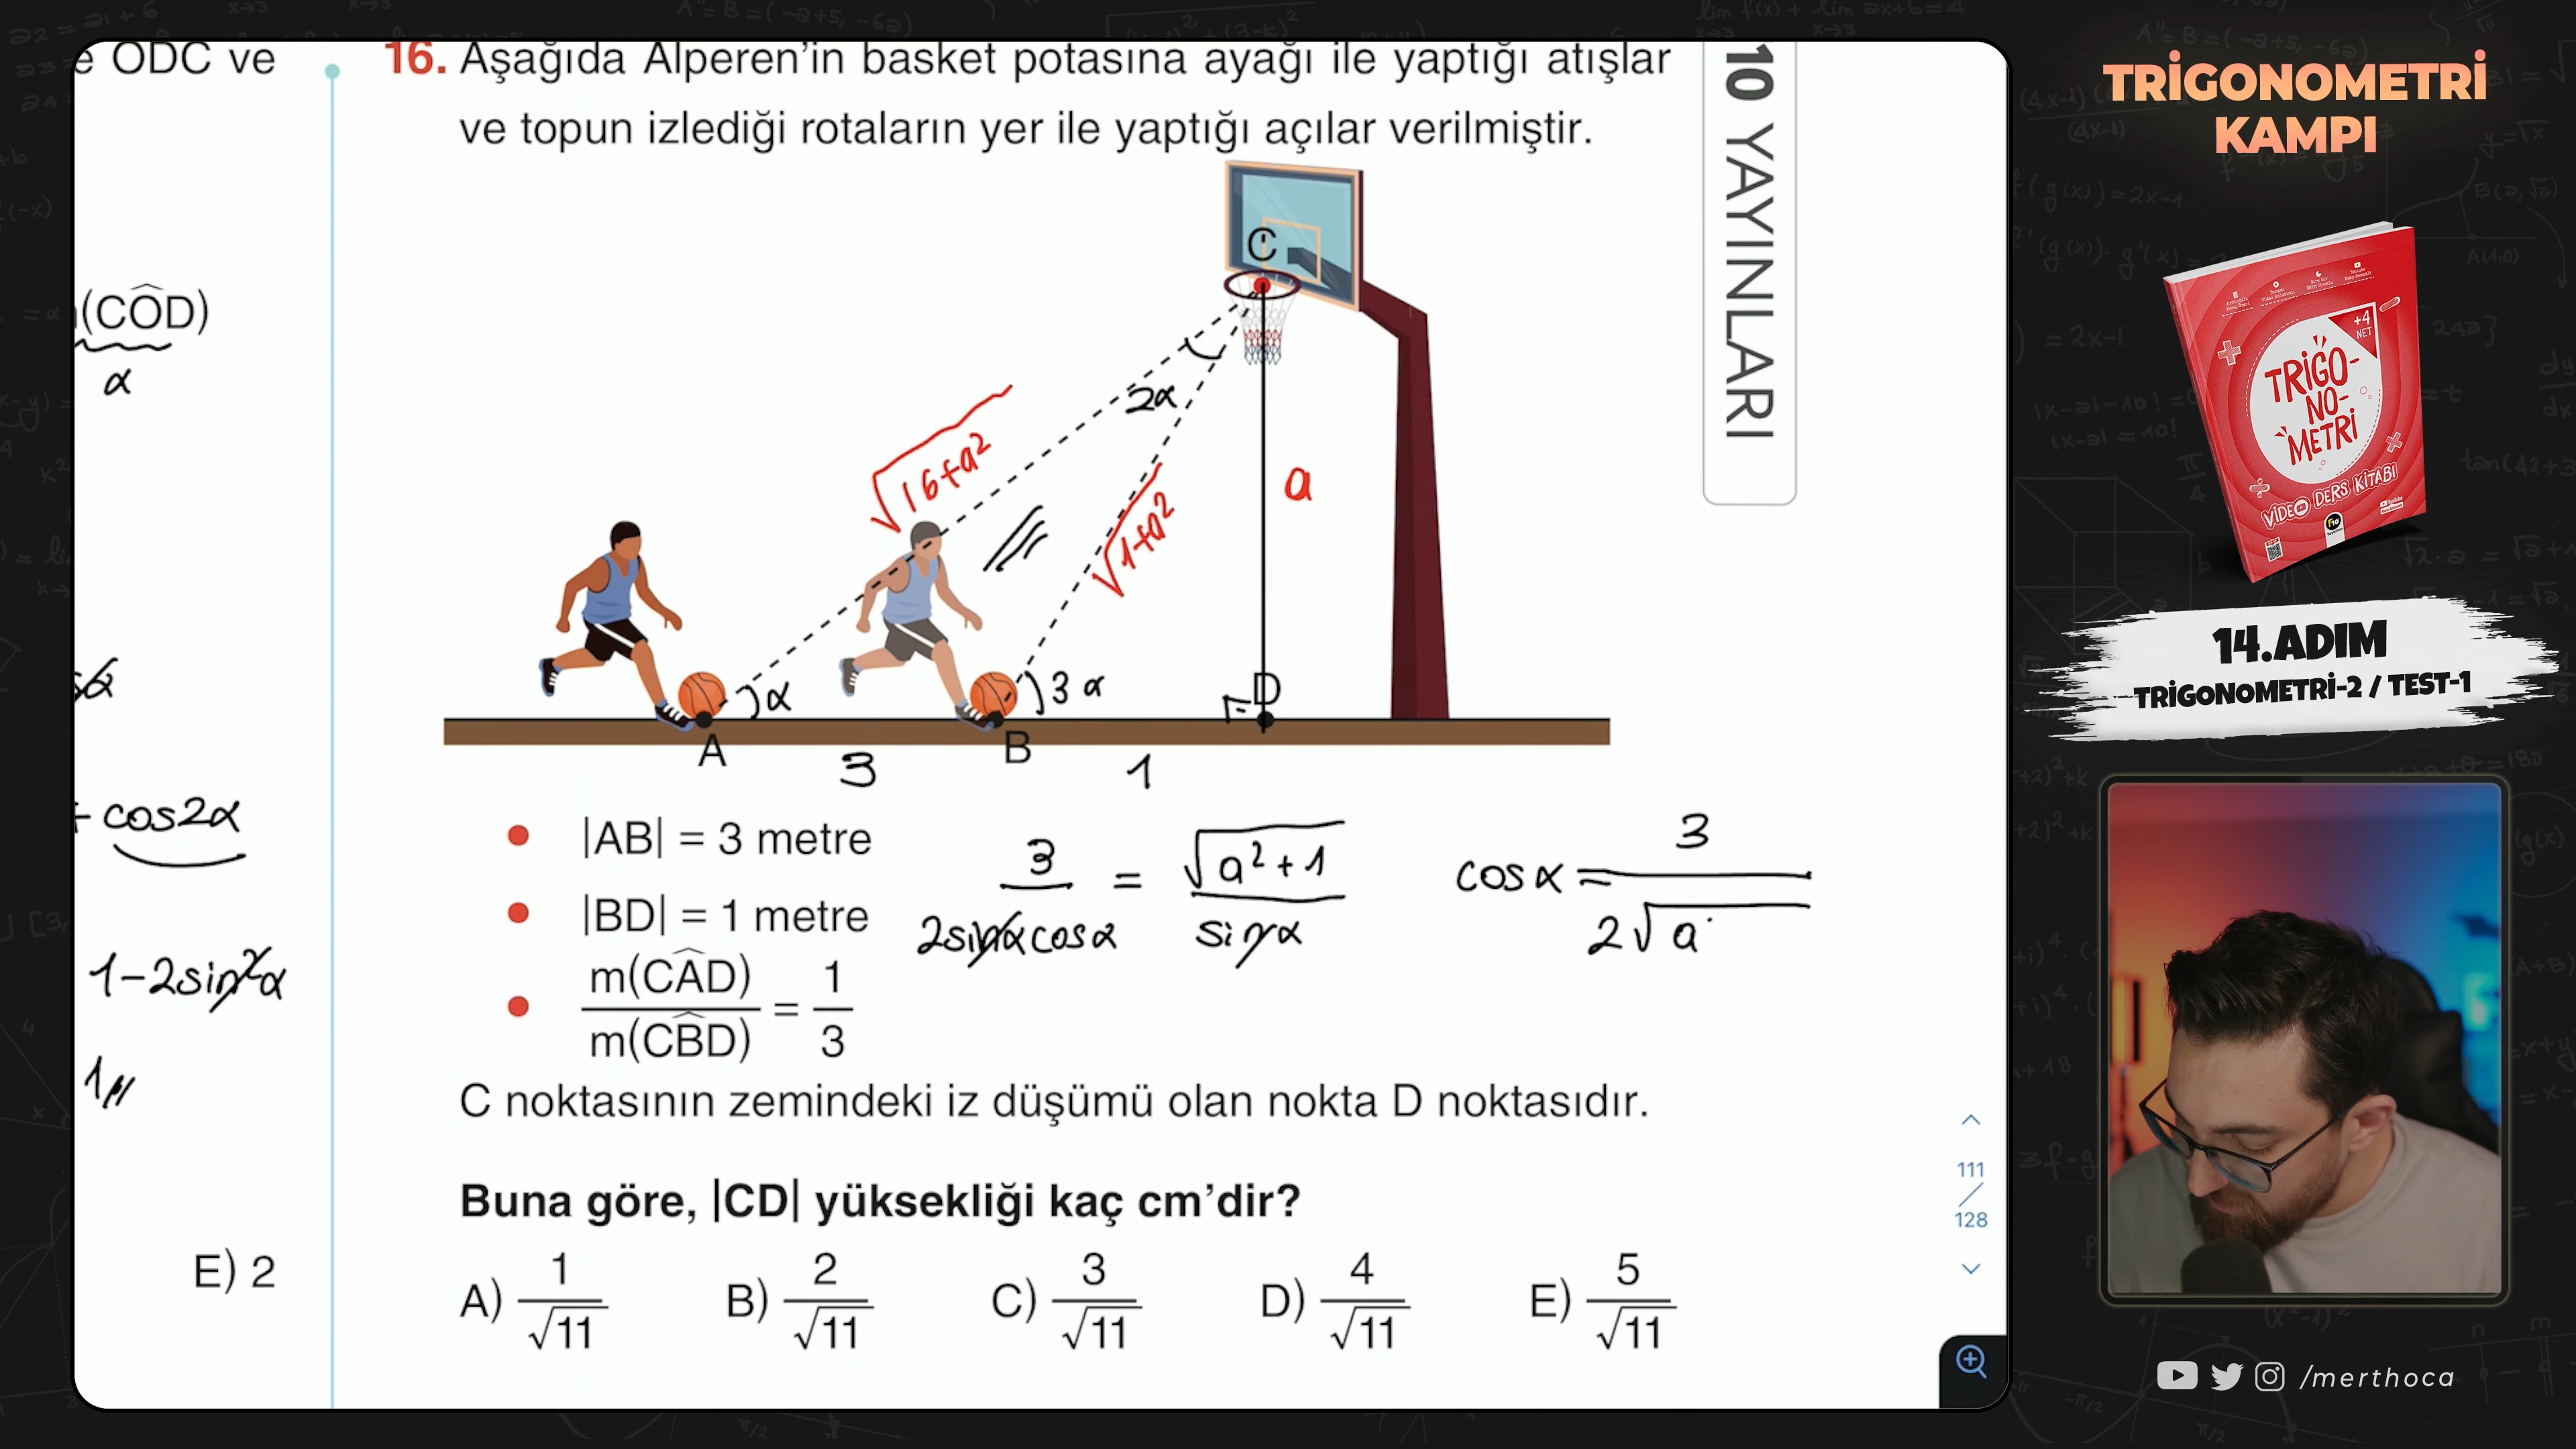 e ODC ve
(CÔD)
α
+ cos2α
1-2sin²α
1
E) 2
16. Aşağıda Alperen'in basket potasına ayağı ile yaptığı atışlar
ve topun izlediği rotaların yer ile yaptığı açılar verilmiştir.
10 YAYINLARI
C
2α
√16+a²
√1+a²
a
α
3α
D
A
B
3
1
• |AB| = 3 metre
• |BD| = 1 metre
• m(CÂD) / m(CB̂D) = 1 / 3
3 / 2sinαcosα = √a²+1 / sinα
cosα = 3 / 2√a
C noktasının zemindeki iz düşümü olan nokta D noktasıdır.
Buna göre, |CD| yüksekliği kaç cm'dir?
A) 1/√11 B) 2/√11 C) 3/√11 D) 4/√11 E) 5/√11
111
128
TRİGONOMETRİ
KAMPI
+4
NET
TRİGO-
NO-
METRİ
VİDEO DERS KİTABI
14.ADIM
TRİGONOMETRİ-2 / TEST-1
/merthoca